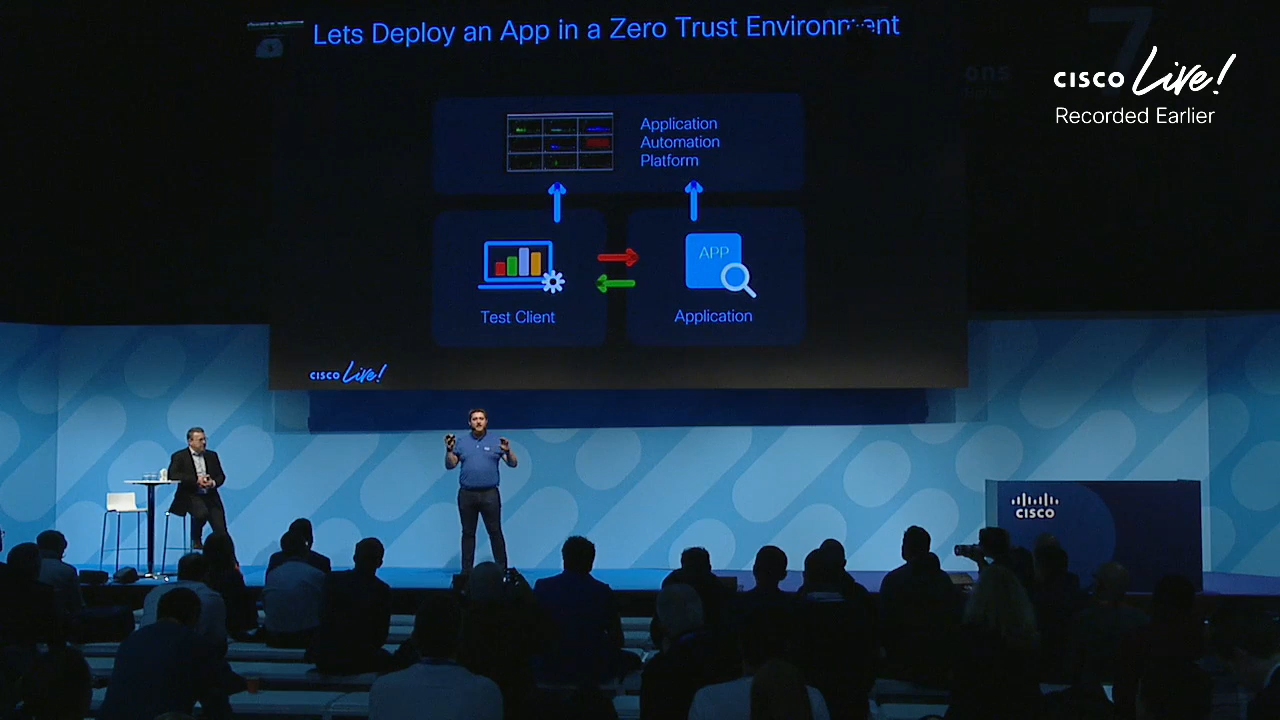 Lets Deploy an App in a Zero Trust Environment
CISCO Live!
Recorded Earlier
Application
Automation
Platform
APP
Test Client
Application
CISCO Live!
CISCO